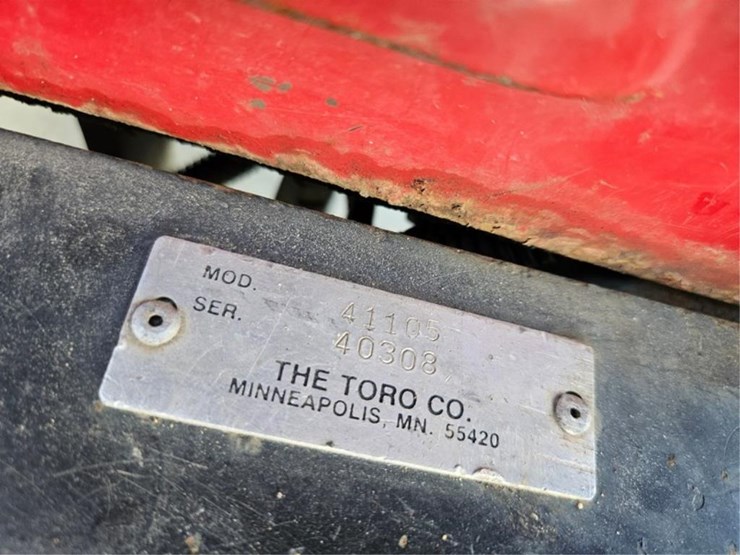 MOD. 41105
SER. 40308
THE TORO CO.
MINNEAPOLIS, MN. 55420